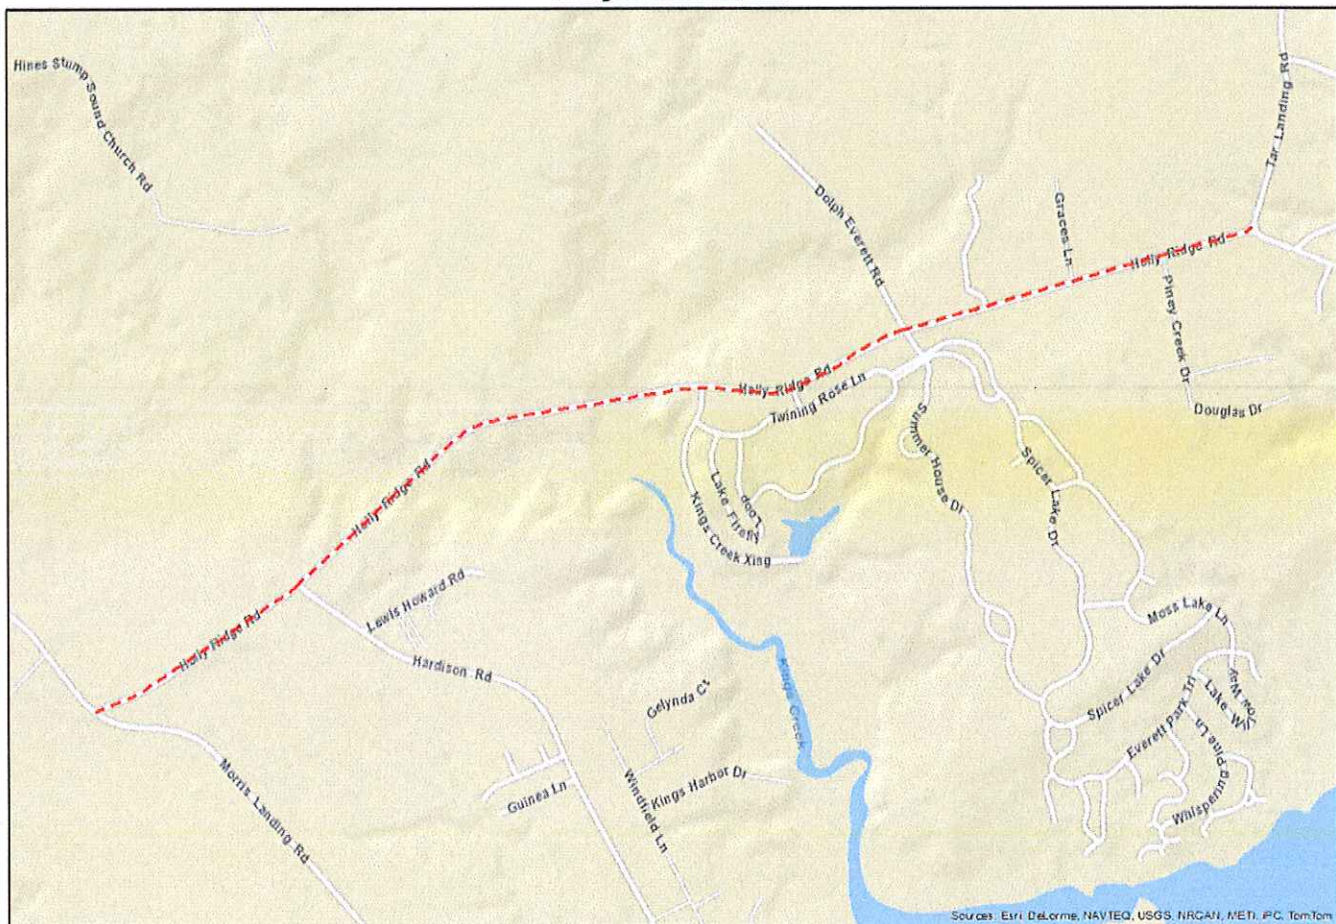 Hines Stump Sound Church Rd
Tar Landing Rd
Dolph Everett Rd
Graces Ln
Holly Ridge Rd
Piney Creek Dr
Holly Ridge Rd
Twining Rose Ln
Douglas Dr
Summer House Dr
Spicer Lake Dr
Holly Ridge Rd
Lake Firefly Loop
Kings Creek Xing
Lewis Howard Rd
Holly Ridge Rd
Hardison Rd
Moss Lake Ln
Kings Creek
Gelynda Ct
Spicer Lake Dr
Everett Park Trl
Lake Way
Whispering Pine Ln
Morris Landing Rd
Guinea Ln
Windfield Ln
Kings Harbor Dr
Sources: Esri, DeLorme, NAVTEQ, USGS, NRCAN, METI, iPC, TomTom